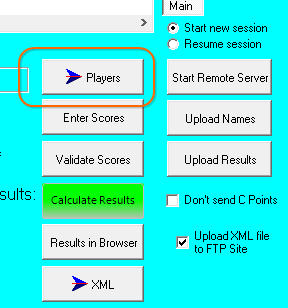 Main
Start new session
Resume session
Players
Start Remote Server
Enter Scores
Upload Names
Validate Scores
Upload Results
sults:
Calculate Results
Don't send C Points
Results in Browser
Upload XML file
to FTP Site
XML